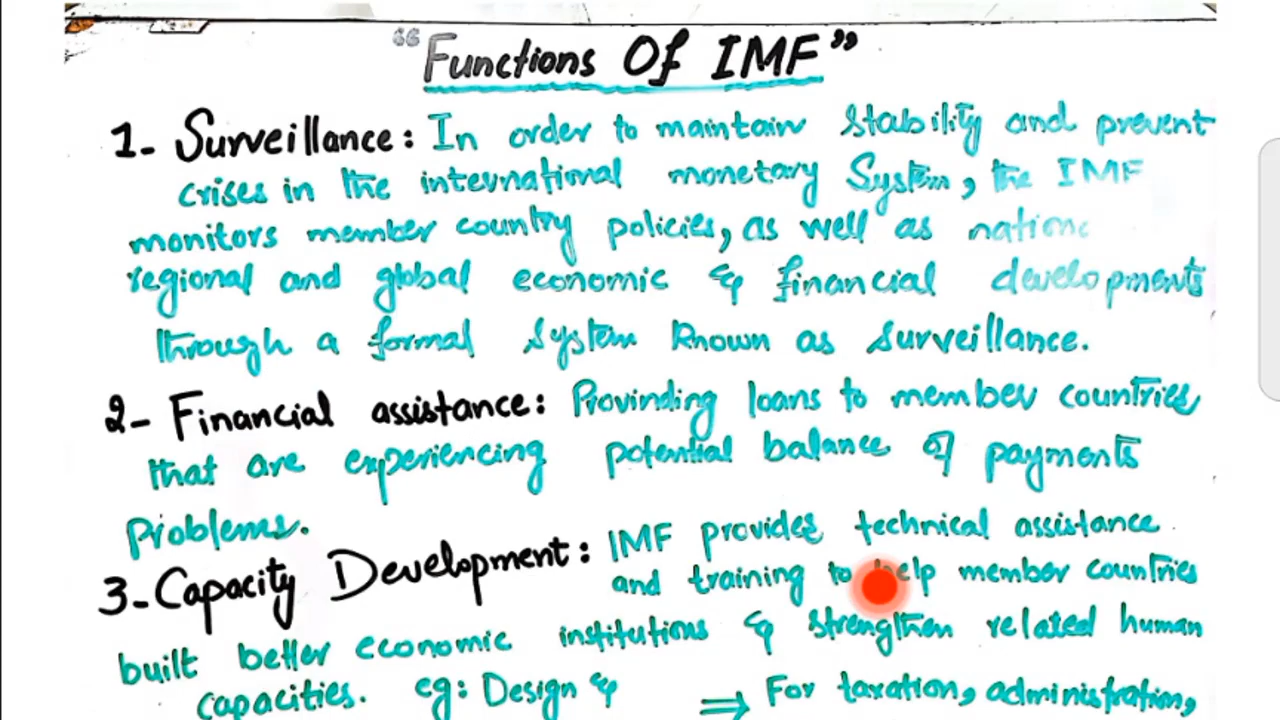 "Functions Of IMF"
1- Surveillance: In order to maintain stability and prevent
crises in the international monetary System, the IMF
monitors member country policies, as well as
regional and global economic & financial developments
through a formal system known as surveillance.
2- Financial assistance: Provinding loans to member countries
that are experiencing potential balance of payments
Problems.
3- Capacity Development: IMF provides technical assistance
and training to help member countries
built better economic institutions & strengthen related human
capacities. eg: Design & ⇒ For taxation, administration,